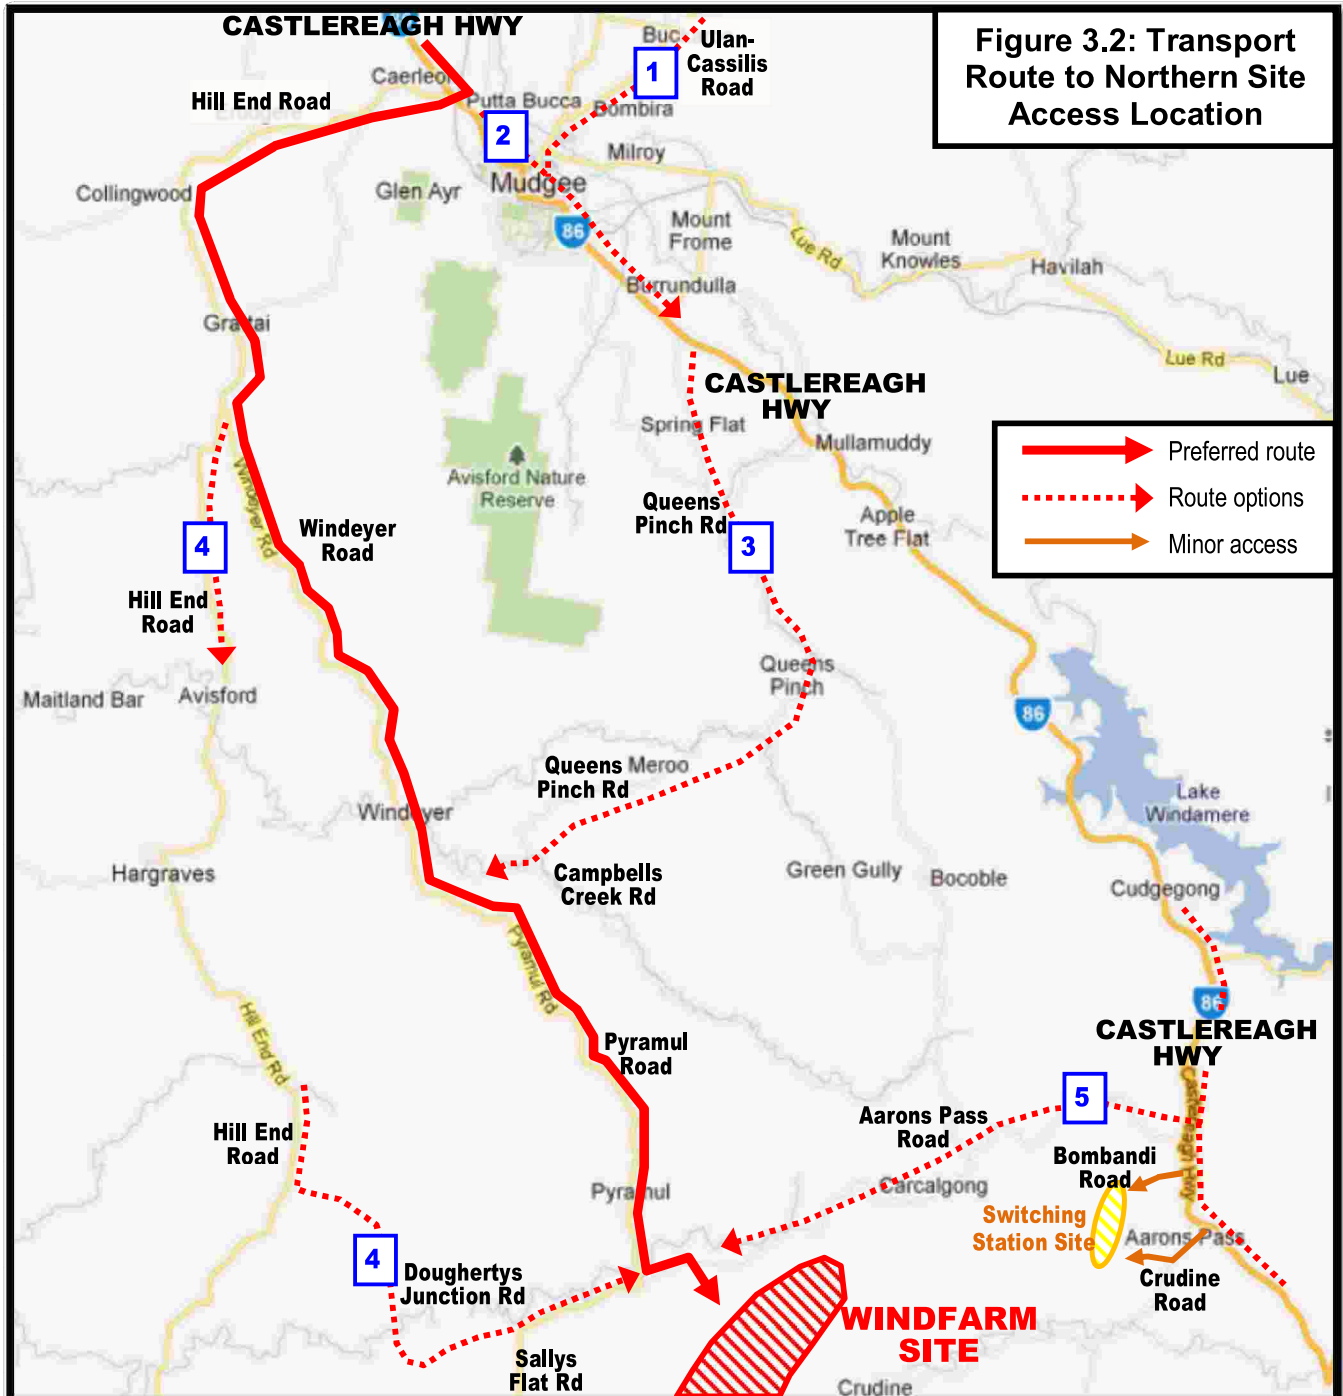 CASTLEREAGH HWY
86
Figure 3.2: Transport
Route to Northern Site
Access Location
Buc
Ulan-
Cassilis
Road
1
Caerleon
Hill End Road
Putta Bucca
Bombira
2
Milroy
Collingwood
Glen Ayr
Mudgee
86
Mount
Frome
Lue Rd
Mount
Knowles
Havilah
Burrundulla
Grattai
Lue Rd
Lue
CASTLEREAGH
HWY
Spring Flat
Mullamuddy
Preferred route
Route options
Minor access
Windeyer Rd
Avisford Nature
Reserve
Queens
Pinch Rd
Apple
Tree Flat
Windeyer
Road
4
3
Hill End
Road
Queens
Pinch
Maitland Bar
Avisford
86
Queens
Pinch Rd
Meroo
Lake
Windamere
Windeyer
Hargraves
Campbells
Creek Rd
Green Gully
Bocoble
Cudgegong
Pyramul Rd
86
Hill End Rd
Pyramul
Road
CASTLEREAGH
HWY
Castlereagh Hwy
5
Aarons Pass
Road
Hill End
Road
Bombandi
Road
Pyramul
Carcalgong
Switching
Station Site
Aarons Pass
4
Doughertys
Junction Rd
Crudine
Road
WINDFARM
SITE
Sallys
Flat Rd
Crudine